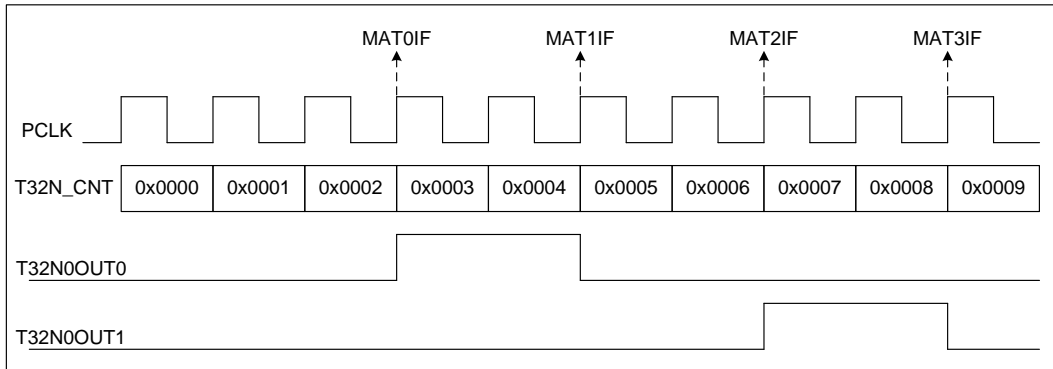 MAT0IF MAT1IF MAT2IF MAT3IF
PCLK
T32N_CNT 0x0000 0x0001 0x0002 0x0003 0x0004 0x0005 0x0006 0x0007 0x0008 0x0009
T32N0OUT0
T32N0OUT1